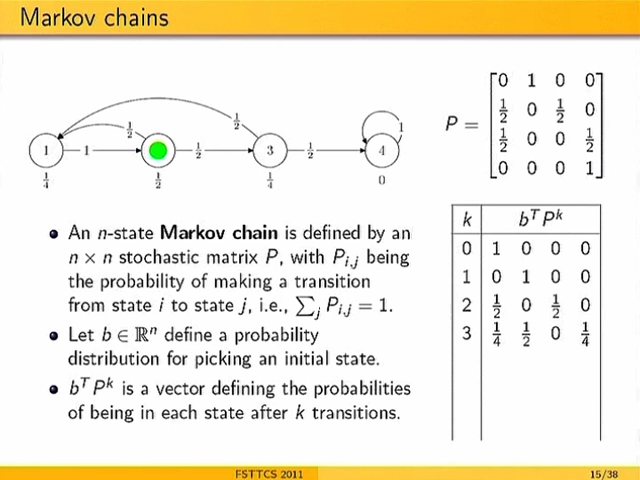 Markov chains
1/2
1/2
1
1
1
1/2
3
1/2
4
1/4
1/2
1/4
0
P =
0 1 0 0
1/2 0 1/2 0
1/2 0 0 1/2
0 0 0 1
An n-state Markov chain is defined by an
n × n stochastic matrix P, with P_{i,j} being
the probability of making a transition
from state i to state j, i.e., ∑_j P_{i,j} = 1.
Let b ∈ ℝⁿ define a probability
distribution for picking an initial state.
bᵀPᵏ is a vector defining the probabilities
of being in each state after k transitions.
k bᵀPᵏ
0 1 0 0 0
1 0 1 0 0
2 1/2 0 1/2 0
3 1/4 1/2 0 1/4
FSTTCS 2011
15/38